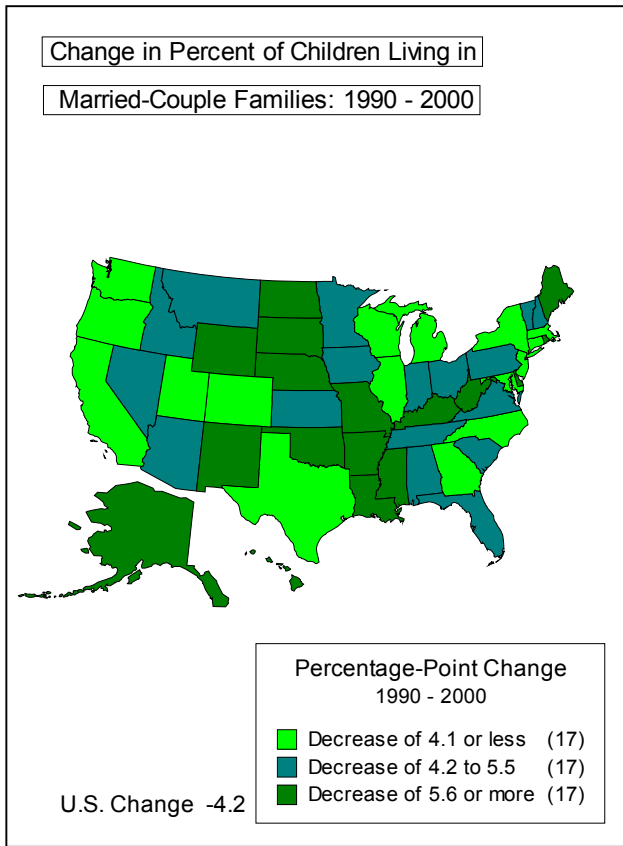 Change in Percent of Children Living in
Married-Couple Families: 1990 - 2000
Percentage-Point Change
1990 - 2000
Decrease of 4.1 or less (17)
Decrease of 4.2 to 5.5 (17)
Decrease of 5.6 or more (17)
U.S. Change -4.2